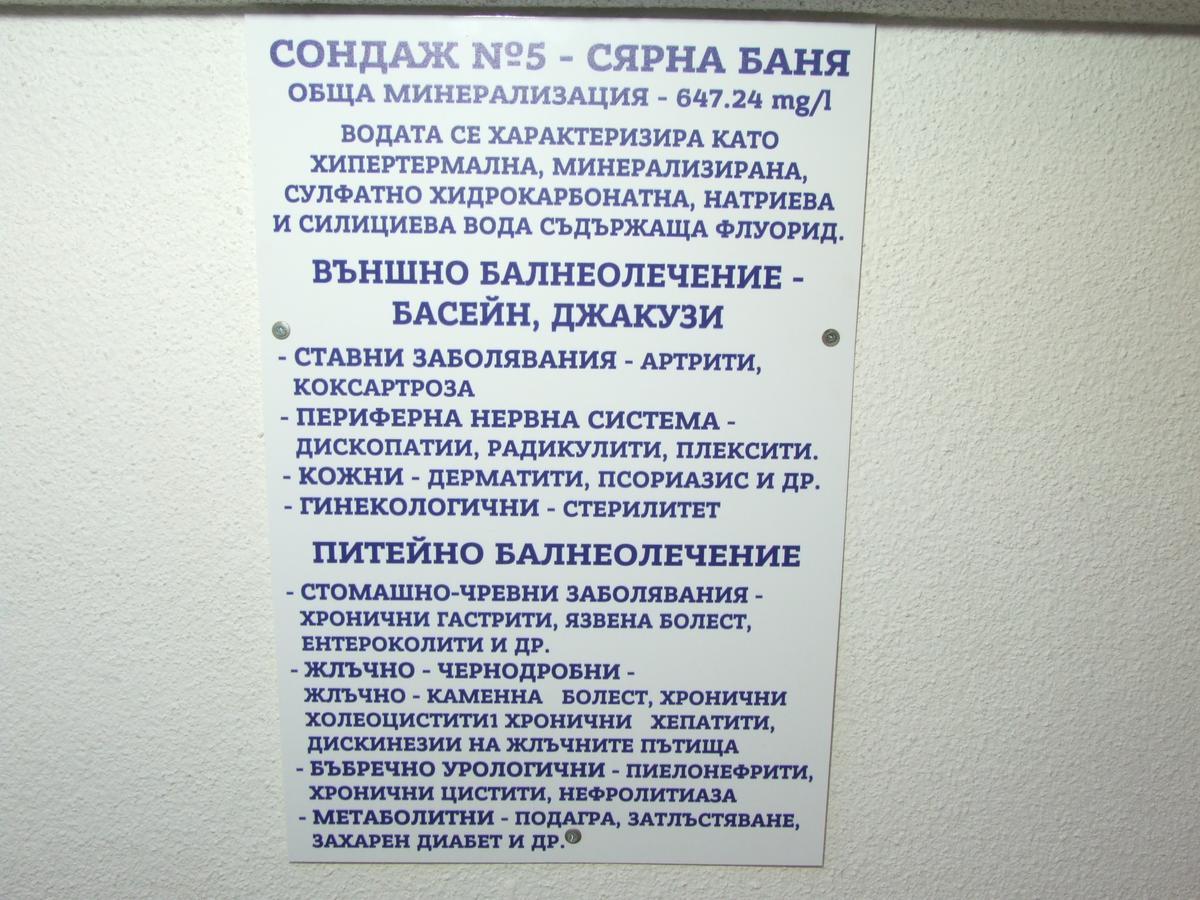 СОНДАЖ №5 - СЯРНА БАНЯ
ОБЩА МИНЕРАЛИЗАЦИЯ - 647.24 mg/l
ВОДАТА СЕ ХАРАКТЕРИЗИРА КАТО
ХИПЕРТЕРМАЛНА, МИНЕРАЛИЗИРАНА,
СУЛФАТНО ХИДРОКАРБОНАТНА, НАТРИЕВА
И СИЛИЦИЕВА ВОДА СЪДЪРЖАЩА ФЛУОРИД.
ВЪНШНО БАЛНЕОЛЕЧЕНИЕ -
БАСЕЙН, ДЖАКУЗИ
- СТАВНИ ЗАБОЛЯВАНИЯ - АРТРИТИ,
КОКСАРТРОЗА
- ПЕРИФЕРНА НЕРВНА СИСТЕМА -
ДИСКОПАТИИ, РАДИКУЛИТИ, ПЛЕКСИТИ.
- КОЖНИ - ДЕРМАТИТИ, ПСОРИАЗИС И ДР.
- ГИНЕКОЛОГИЧНИ - СТЕРИЛИТЕТ
ПИТЕЙНО БАЛНЕОЛЕЧЕНИЕ
- СТОМАШНО-ЧРЕВНИ ЗАБОЛЯВАНИЯ -
ХРОНИЧНИ ГАСТРИТИ, ЯЗВЕНА БОЛЕСТ,
ЕНТЕРОКОЛИТИ И ДР.
- ЖЛЪЧНО - ЧЕРНОДРОБНИ -
ЖЛЪЧНО - КАМЕННА БОЛЕСТ, ХРОНИЧНИ
ХОЛЕОЦИСТИТИ1 ХРОНИЧНИ ХЕПАТИТИ,
ДИСКИНЕЗИИ НА ЖЛЪЧНИТЕ ПЪТИЩА
- БЪБРЕЧНО УРОЛОГИЧНИ - ПИЕЛОНЕФРИТИ,
ХРОНИЧНИ ЦИСТИТИ, НЕФРОЛИТИАЗА
- МЕТАБОЛИТНИ - ПОДАГРА, ЗАТЛЪСТЯВАНЕ,
ЗАХАРЕН ДИАБЕТ И ДР.